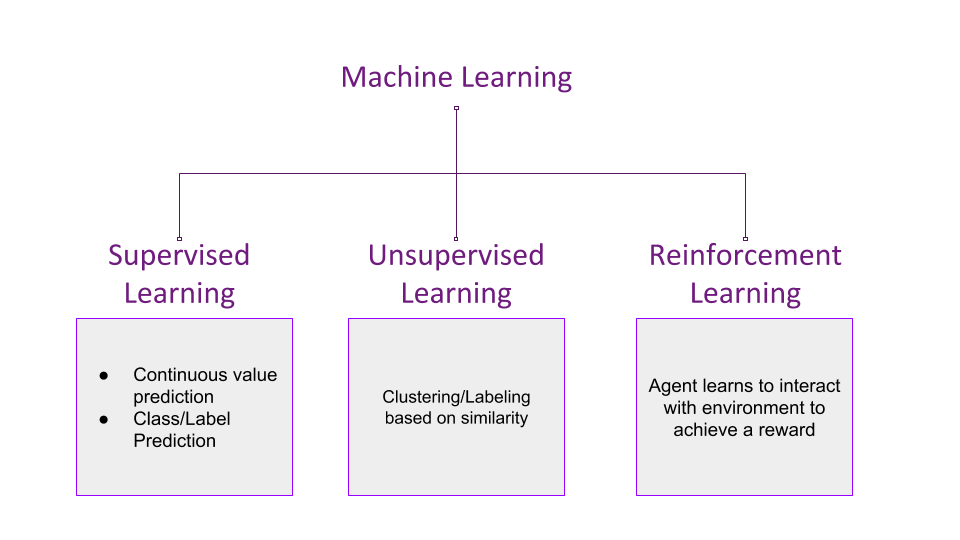 Machine Learning
Supervised
Learning
● Continuous value
prediction
● Class/Label
Prediction
Unsupervised
Learning
Clustering/Labeling
based on similarity
Reinforcement
Learning
Agent learns to interact
with environment to
achieve a reward